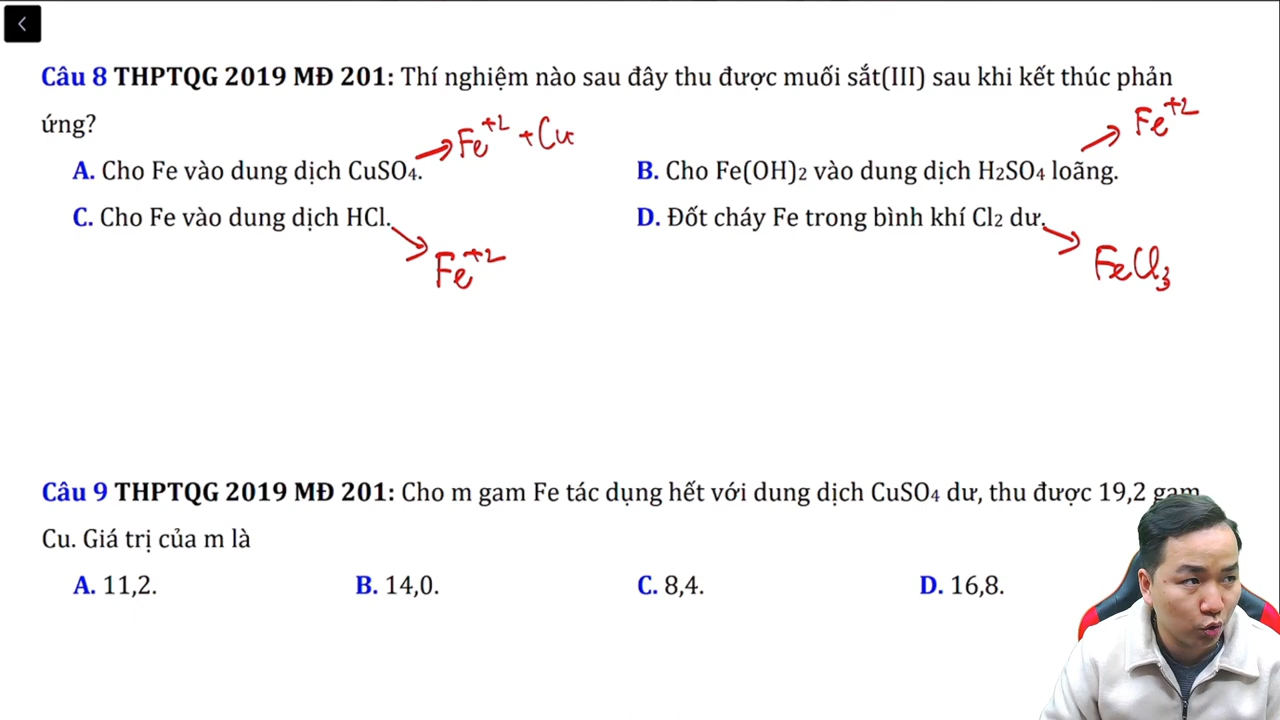 Câu 8 THPTQG 2019 MĐ 201: Thí nghiệm nào sau đây thu được muối sắt(III) sau khi kết thúc phản
ứng?
Fe⁺² + Cu
Fe⁺²
A. Cho Fe vào dung dịch CuSO₄.
B. Cho Fe(OH)₂ vào dung dịch H₂SO₄ loãng.
C. Cho Fe vào dung dịch HCl.
D. Đốt cháy Fe trong bình khí Cl₂ dư.
Fe⁺²
FeCl₃
Câu 9 THPTQG 2019 MĐ 201: Cho m gam Fe tác dụng hết với dung dịch CuSO₄ dư, thu được 19,2 gam
Cu. Giá trị của m là
A. 11,2.
B. 14,0.
C. 8,4.
D. 16,8.